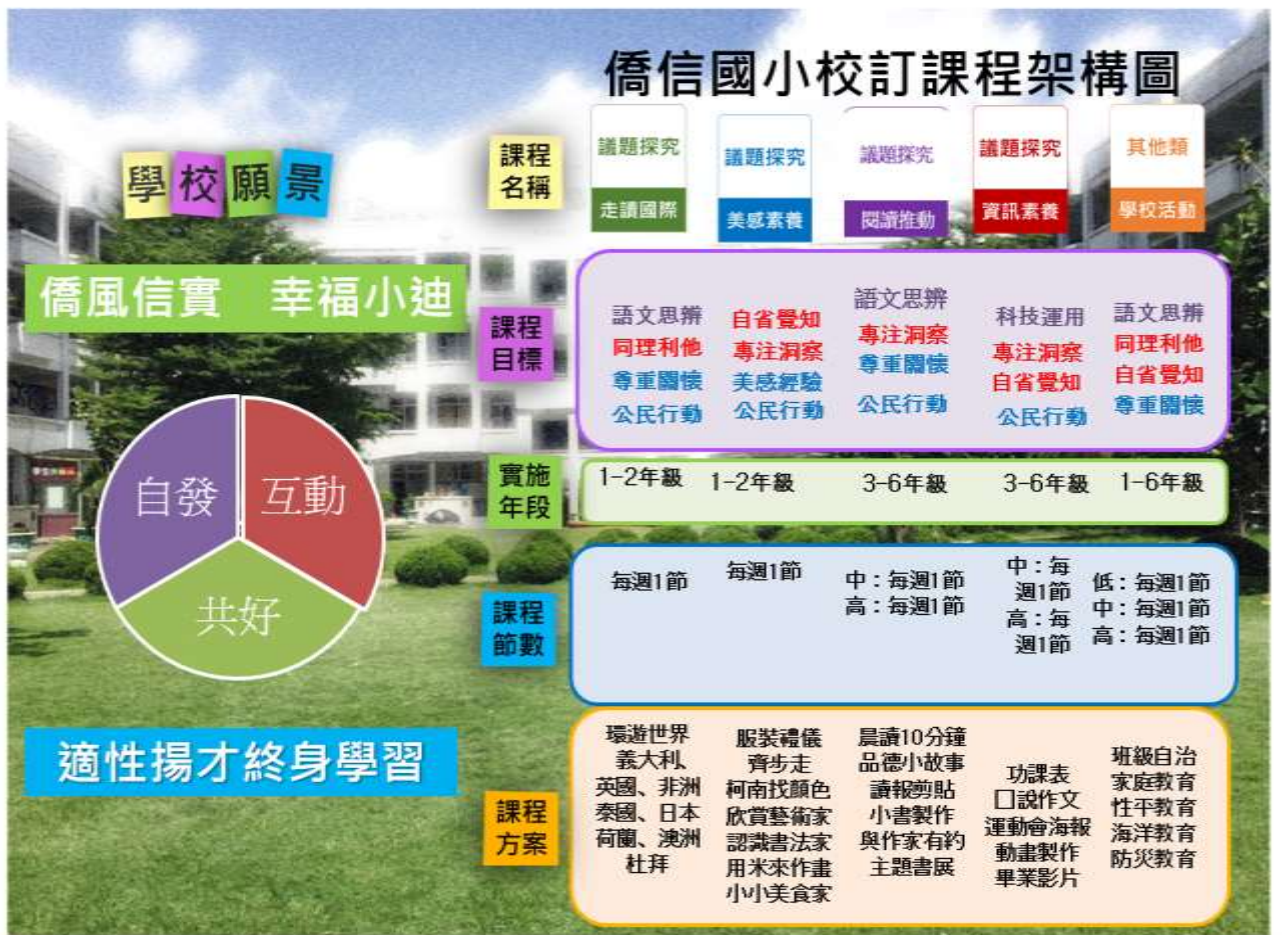 僑信國小校訂課程架構圖
學校願景
僑風信實 幸福小迪
自發
互動
共好
適性揚才終身學習
課程
名稱
議題探究
走讀國際
議題探究
美感素養
議題探究
閱讀推動
議題探究
資訊素養
其他類
學校活動
課程
目標
語文思辨
同理利他
尊重關懷
公民行動
自省覺知
專注洞察
美感經驗
公民行動
語文思辨
專注洞察
尊重關懷
公民行動
科技運用
專注洞察
自省覺知
公民行動
語文思辨
同理利他
自省覺知
尊重關懷
實施
年段
1-2年級
1-2年級
3-6年級
3-6年級
1-6年級
課程
節數
每週1節
每週1節
中：每週1節
高：每週1節
中：每
週1節
高：每
週1節
低：每週1節
中：每週1節
高：每週1節
課程
方案
環遊世界
義大利、
英國、非洲
泰國、日本
荷蘭、澳洲
杜拜
服裝禮儀
齊步走
柯南找顏色
欣賞藝術家
認識書法家
用米來作畫
小小美食家
晨讀10分鐘
品德小故事
讀報剪貼
小書製作
與作家有約
主題書展
功課表
口說作文
運動會海報
動畫製作
畢業影片
班級自治
家庭教育
性平教育
海洋教育
防災教育